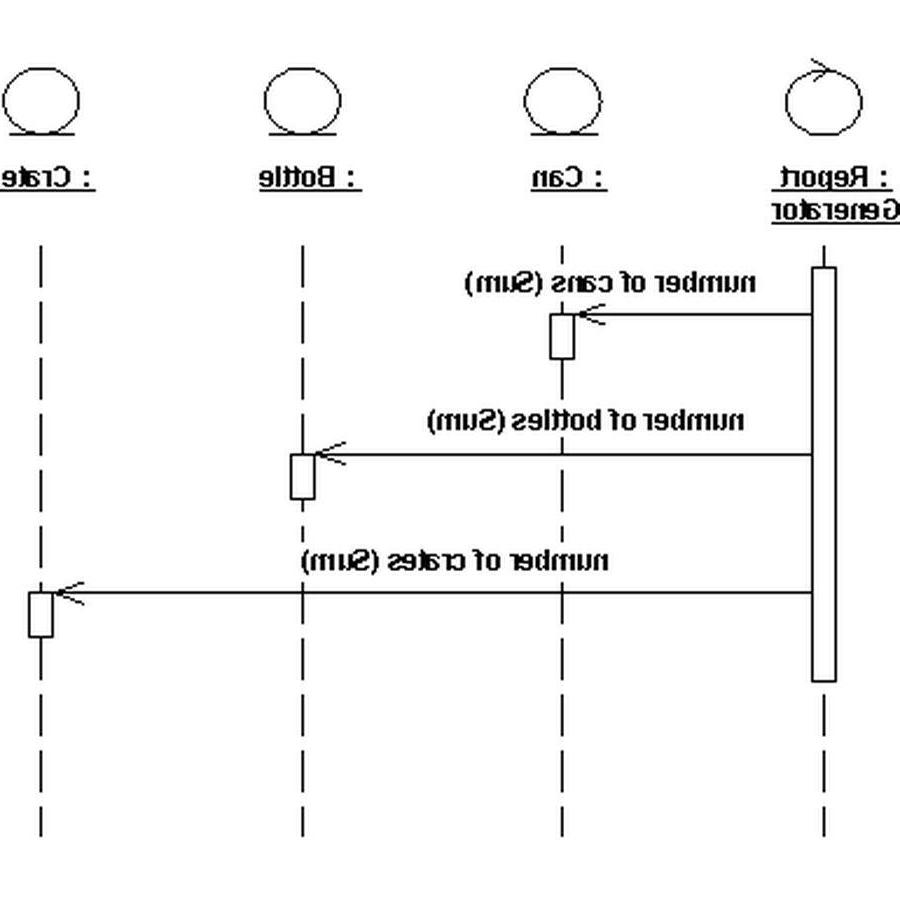 : Report
Generator
: Can
: Bottle
: Crate
number of cans (Sum)
number of bottles (Sum)
number of crates (Sum)